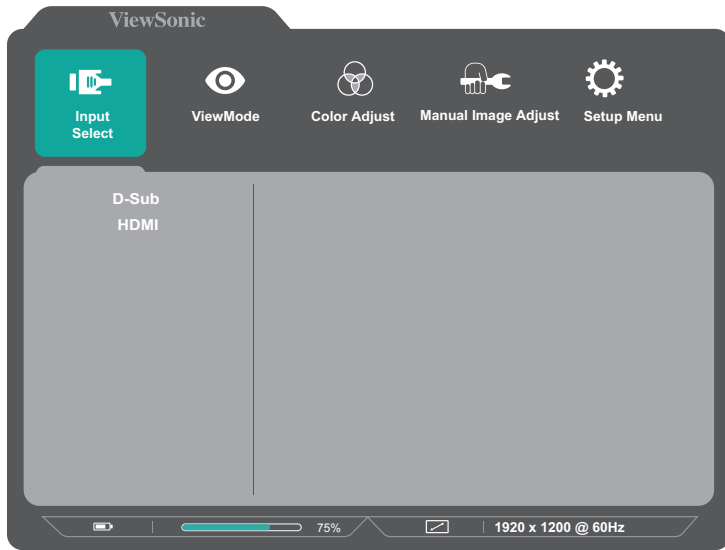 ViewSonic
Input
Select
ViewMode
Color Adjust
Manual Image Adjust
Setup Menu
D-Sub
HDMI
75%
1920 x 1200 @ 60Hz